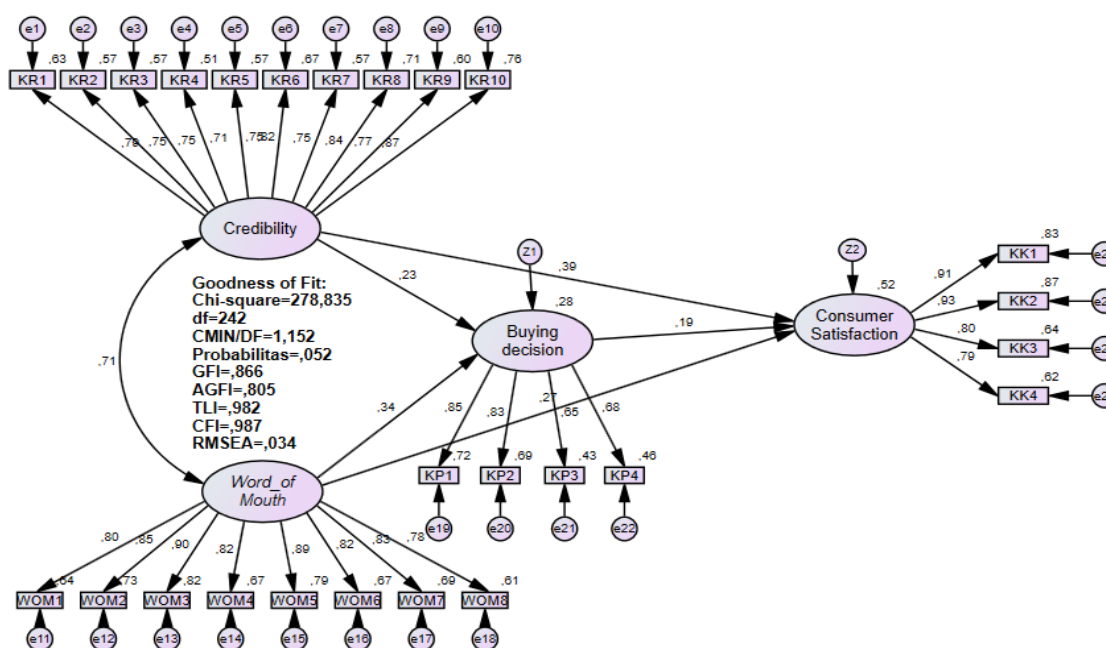 e1 e2 e3 e4 e5 e6 e7 e8 e9 e10
,63 ,57 ,57 ,51 ,57 ,67 ,57 ,71 ,60 ,76
KR1 KR2 KR3 KR4 KR5 KR6 KR7 KR8 KR9 KR10
,75 ,75 ,71 ,75 ,82 ,75 ,84 ,77 ,87
Credibility
Z1
Z2
,83
KK1
,39
,91
,23
,52
,87
,93
KK2
Goodness of Fit:
Chi-square=278,835
df=242
CMIN/DF=1,152
Probabilitas=,052
GFI=,866
AGFI=,805
TLI=,982
CFI=,987
RMSEA=,034
,28
Buying
decision
Consumer
Satisfaction
,19
,80
,64
KK3
,79
,62
KK4
,71
,34
,27
,85 ,83 ,65 ,68
,72 ,69 ,43 ,46
KP1 KP2 KP3 KP4
e19 e20 e21 e22
Word_of
Mouth
,80 ,85 ,90 ,82 ,89 ,82 ,83 ,78
,64 ,73 ,82 ,67 ,79 ,67 ,69 ,61
WOM1 WOM2 WOM3 WOM4 WOM5 WOM6 WOM7 WOM8
e11 e12 e13 e14 e15 e16 e17 e18